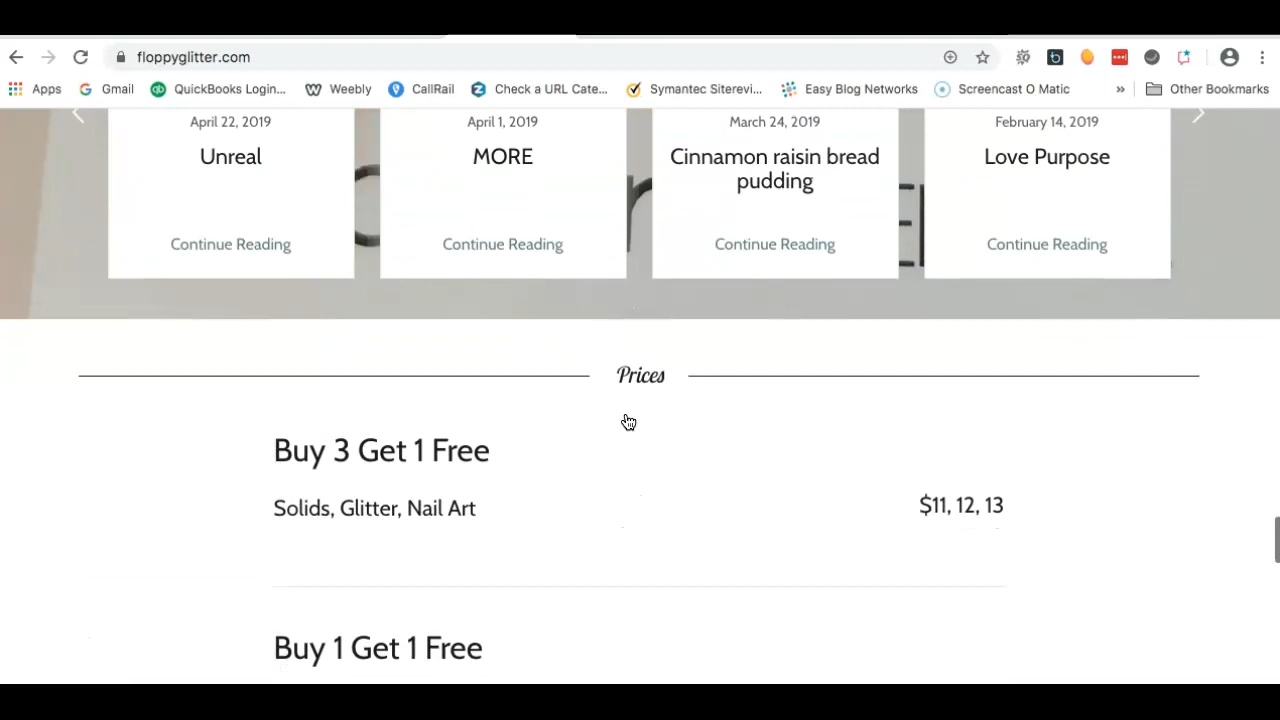 floppyglitter.com
Apps Gmail QuickBooks Login... Weebly CallRail Check a URL Cate... Symantec Siterevi... Easy Blog Networks Screencast O Matic » Other Bookmarks
April 22, 2019 April 1, 2019 March 24, 2019 February 14, 2019
Unreal MORE Cinnamon raisin bread Love Purpose
pudding
Continue Reading Continue Reading Continue Reading Continue Reading
Prices
Buy 3 Get 1 Free
Solids, Glitter, Nail Art $11, 12, 13
Buy 1 Get 1 Free